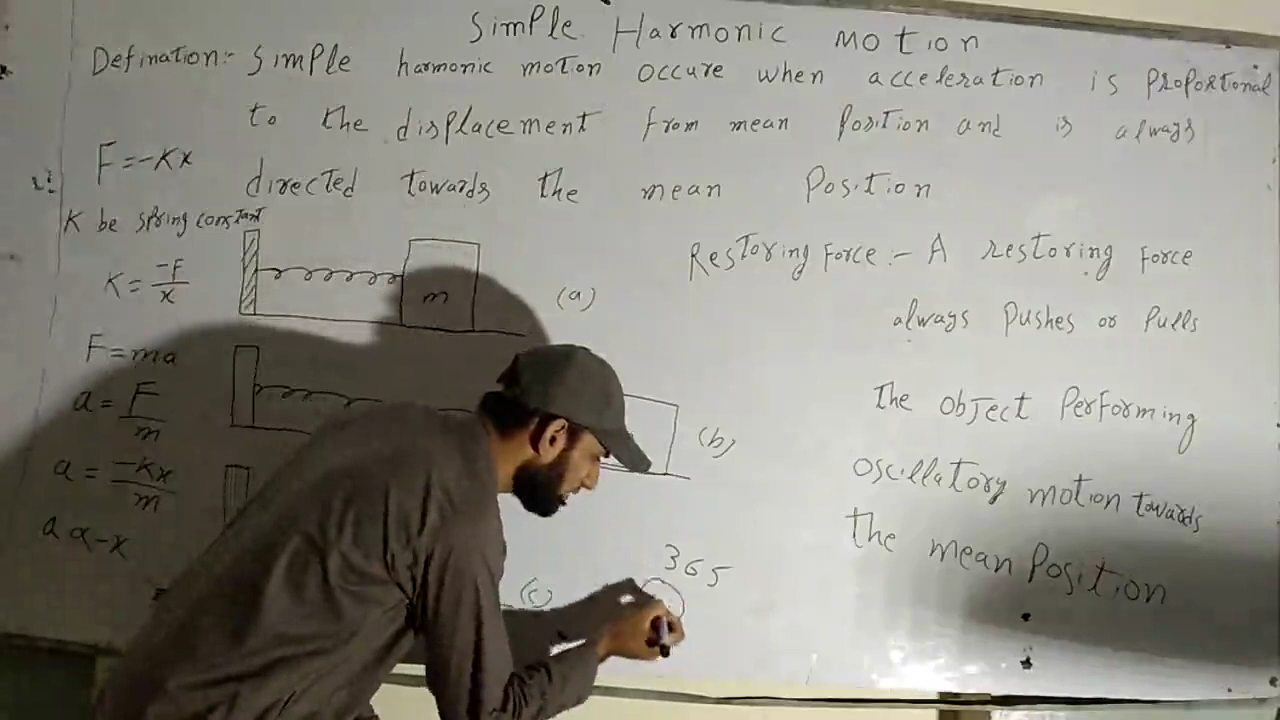 Simple Harmonic motion
Defination:- Simple harmonic motion occure when acceleration is proportional
to the displacement from mean position and is always
directed towards the mean Position
F=-Kx
K be spring constant
K = -F/x
F=ma
a = F/m
a = -Kx/m
a α -x
m
(a)
(b)
(c)
365
Restoring Force:- A restoring force
always pushes or pulls
the object performing
oscillatory motion towards
the mean Position